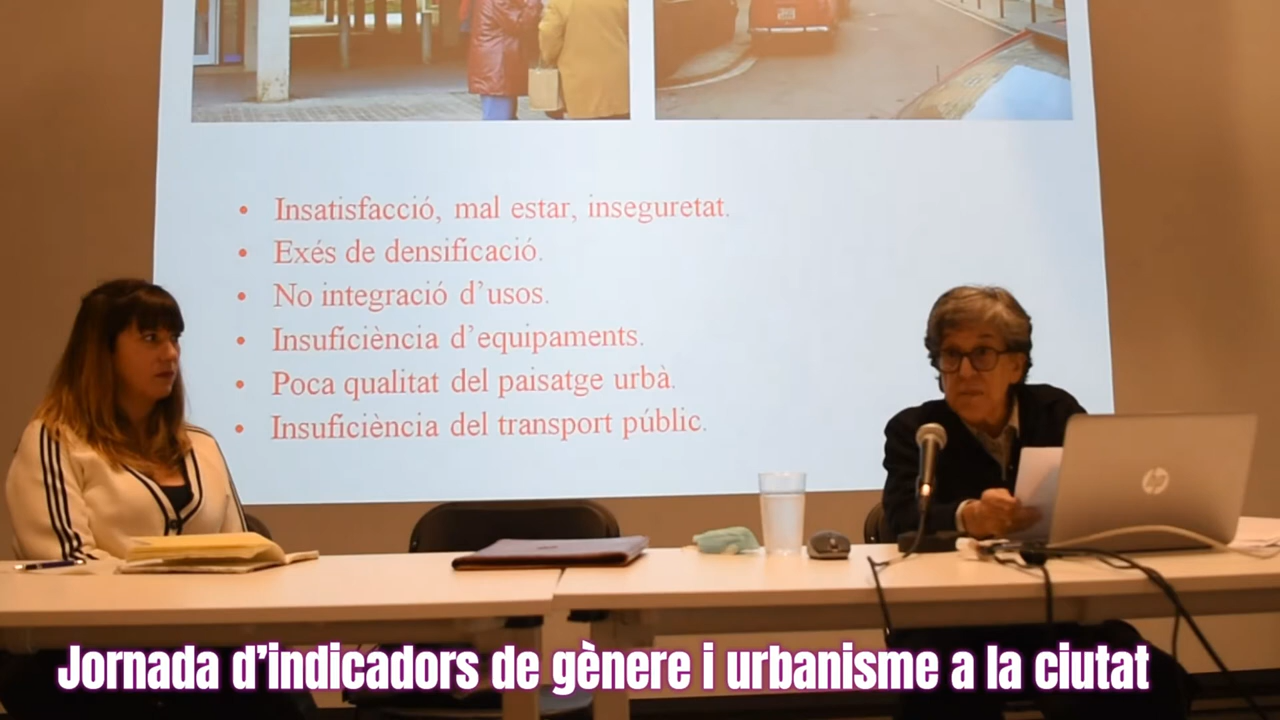 Insatisfacció, mal estar, inseguretat.
Exés de densificació.
No integració d’usos.
Insuficiència d’equipaments.
Poca qualitat del paisatge urbà.
Insuficiència del transport públic.
hp
Jornada d’indicadors de gènere i urbanisme a la ciutat